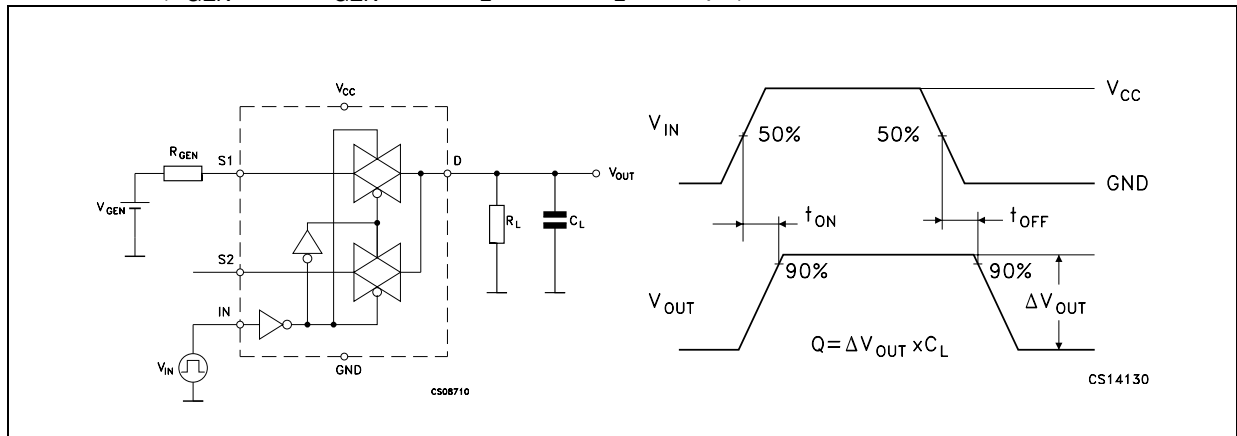 V_CC
R_GEN
S1
D
V_OUT
V_GEN
R_L
C_L
S2
IN
V_IN
GND
CS08710
V_IN
50%
50%
V_CC
GND
t_ON
t_OFF
90%
90%
V_OUT
ΔV_OUT
Q=ΔV_OUT xC_L
CS14130